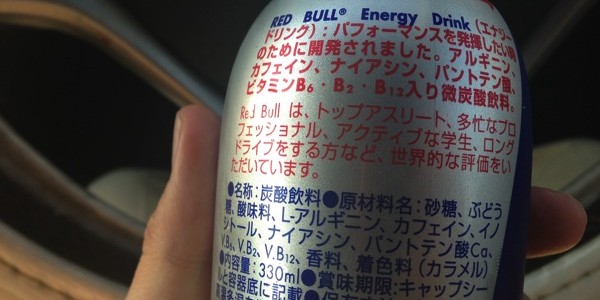 RED BULL® Energy Drink (エナジー
ドリンク):パフォーマンスを発揮したい時
のために開発されました。アルギニン、
カフェイン、ナイアシン、パントテン酸、
ビタミンB6・B2・B12入り微炭酸飲料。
Red Bull は、トップアスリート、多忙なプロ
フェッショナル、アクティブな学生、ロング
ドライブをする方など、世界的な評価をい
ただいています。
●名称:炭酸飲料●原材料名:砂糖、ぶどう
糖、酸味料、L-アルギニン、カフェイン、イノ
シトール、ナイアシン、パントテン酸Ca、
V.B6、V.B2、V.B12、香料、着色料(カラメル)
●内容量:330ml●賞味期限:キャップシー
ルと容器底に記載